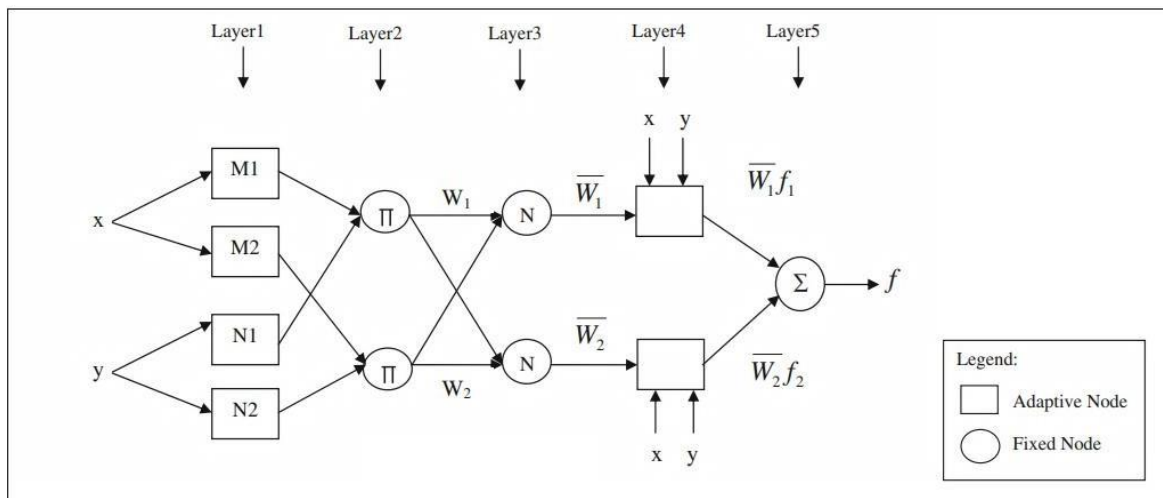 Layer1 Layer2 Layer3 Layer4 Layer5
x y
M1
W₁
W̅₁
W̅₁f₁
∏
N
x
M2
Σ
f
N1
W̅₂
y
∏
N
W₂
W̅₂f₂
N2
x y
Legend:
Adaptive Node
Fixed Node